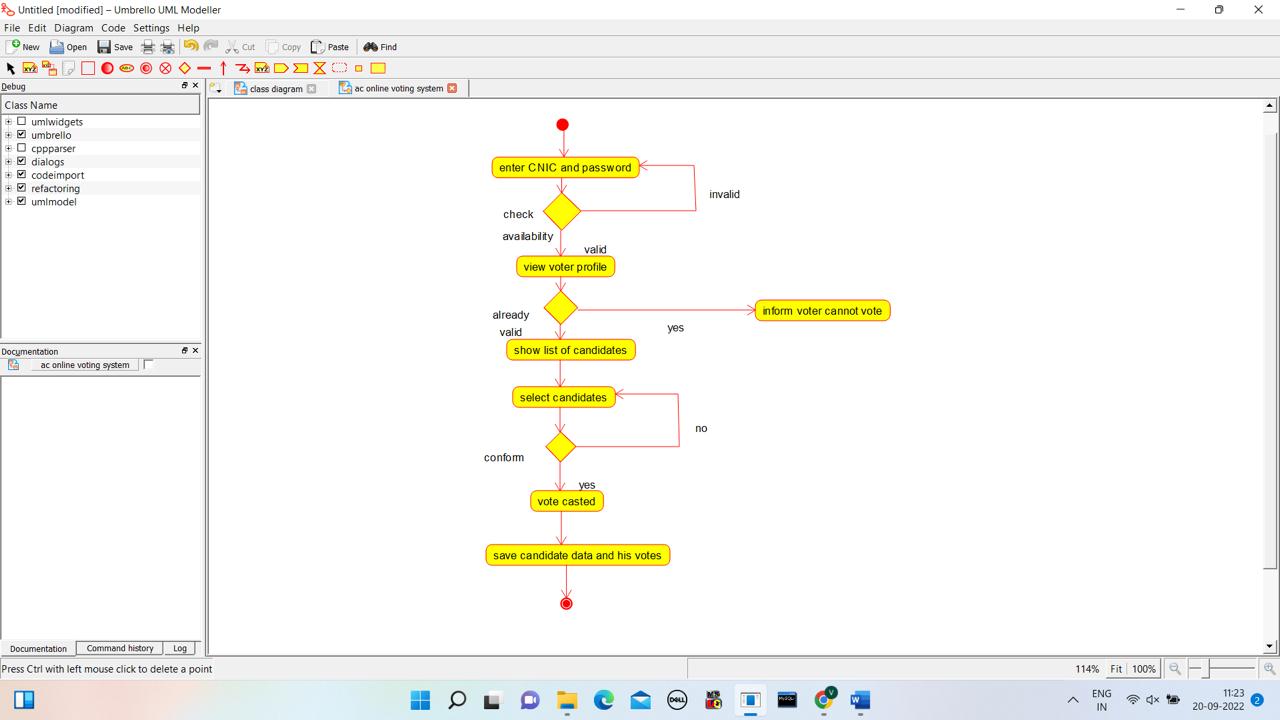 Untitled [modified] – Umbrello UML Modeller
File Edit Diagram Code Settings Help
New Open Save Cut Copy Paste Find
Debug
class diagram
ac online voting system
Class Name
umlwidgets
umbrello
cppparser
dialogs
codeimport
refactoring
umlmodel
enter CNIC and password
invalid
check
availability
valid
view voter profile
already
valid
inform voter cannot vote
yes
show list of candidates
select candidates
no
conform
yes
vote casted
save candidate data and his votes
Documentation
ac online voting system
Documentation Command history Log
Press Ctrl with left mouse click to delete a point
114% Fit 100%
ENG
IN
11:23
20-09-2022
2